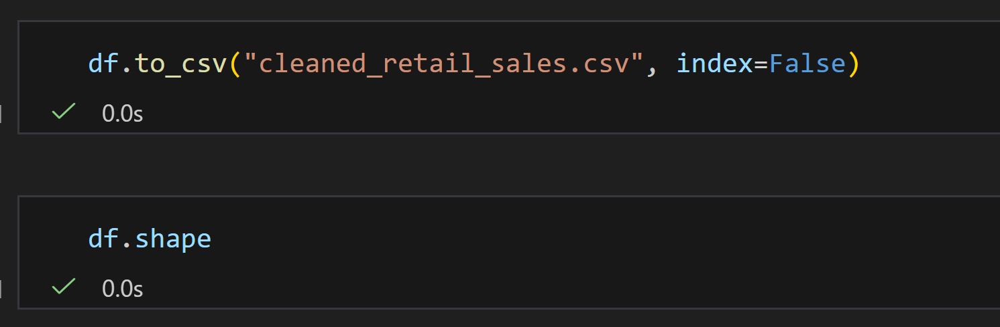 df.to_csv("cleaned_retail_sales.csv", index=False)
0.0s
df.shape
0.0s